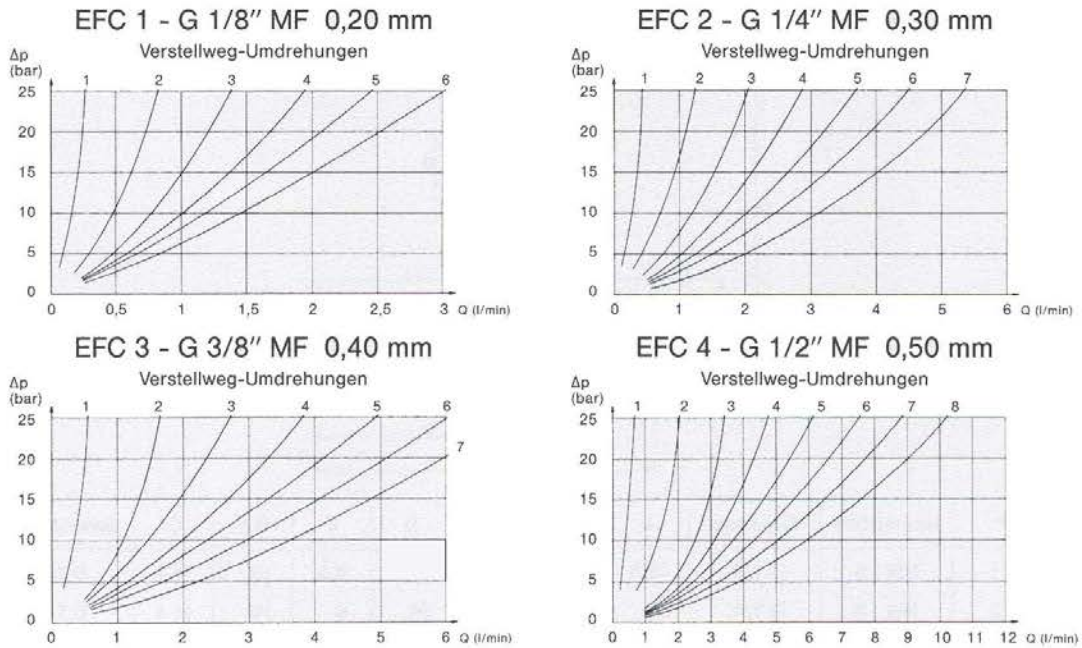 EFC 1 - G 1/8″ MF 0,20 mm
Verstellweg-Umdrehungen
Δp
(bar)
1 2 3 4 5 6
25
20
15
10
5
0
0 0,5 1 1,5 2 2,5 3 Q (l/min)
EFC 2 - G 1/4″ MF 0,30 mm
Verstellweg-Umdrehungen
Δp
(bar)
1 2 3 4 5 6 7
25
20
15
10
5
0
0 1 2 3 4 5 6 Q (l/min)
EFC 3 - G 3/8″ MF 0,40 mm
Verstellweg-Umdrehungen
Δp
(bar)
1 2 3 4 5 6
7
25
20
15
10
5
0
0 1 2 3 4 5 6 Q (l/min)
EFC 4 - G 1/2″ MF 0,50 mm
Verstellweg-Umdrehungen
Δp
(bar)
1 2 3 4 5 6 7 8
25
20
15
10
5
0
0 1 2 3 4 5 6 7 8 9 10 11 12 Q (l/min)